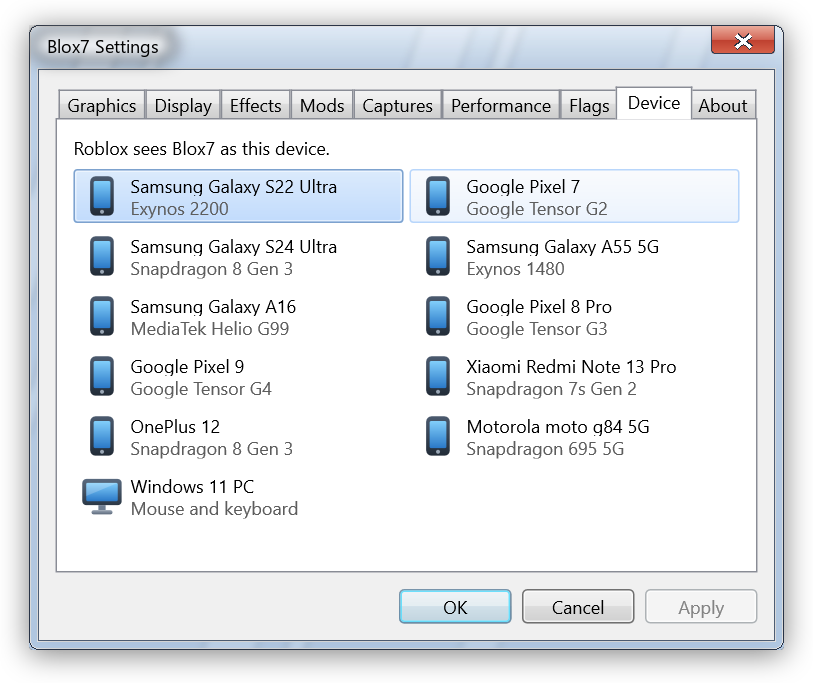 Blox7 Settings
Graphics Display Effects Mods Captures Performance Flags Device About
Roblox sees Blox7 as this device.
Samsung Galaxy S22 Ultra
Exynos 2200
Google Pixel 7
Google Tensor G2
Samsung Galaxy S24 Ultra
Snapdragon 8 Gen 3
Samsung Galaxy A55 5G
Exynos 1480
Samsung Galaxy A16
MediaTek Helio G99
Google Pixel 8 Pro
Google Tensor G3
Google Pixel 9
Google Tensor G4
Xiaomi Redmi Note 13 Pro
Snapdragon 7s Gen 2
OnePlus 12
Snapdragon 8 Gen 3
Motorola moto g84 5G
Snapdragon 695 5G
Windows 11 PC
Mouse and keyboard
OK Cancel Apply